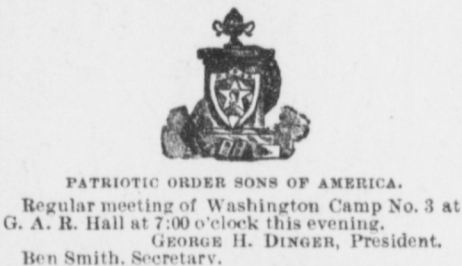 PATRIOTIC ORDER SONS OF AMERICA.
Regular meeting of Washington Camp No. 3 at
G. A. R. Hall at 7:00 o'clock this evening.
GEORGE H. DINGER, President.
Ben Smith, Secretary.